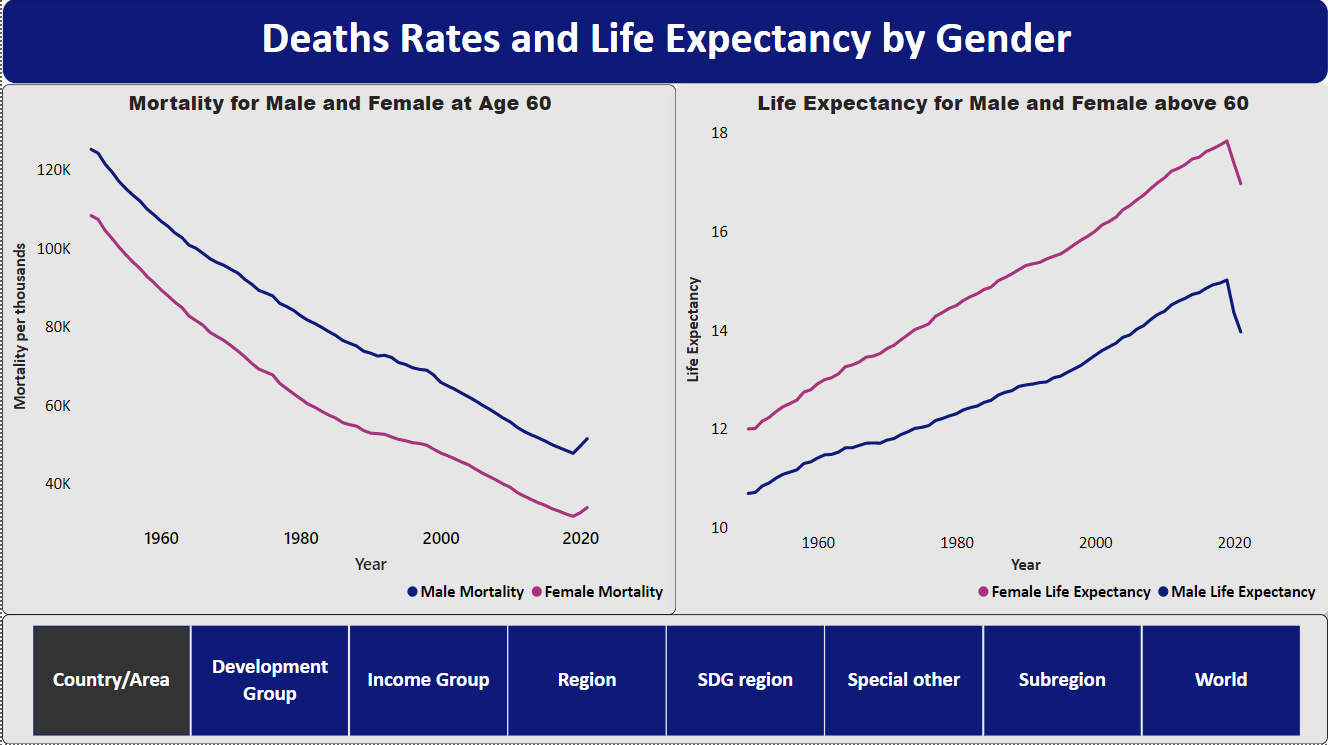 Deaths Rates and Life Expectancy by Gender
Mortality for Male and Female at Age 60
120K
100K
80K
60K
40K
Mortality per thousands
1960 1980 2000 2020
Year
Male Mortality Female Mortality
Life Expectancy for Male and Female above 60
18
16
14
12
10
Life Expectancy
1960 1980 2000 2020
Year
Female Life Expectancy Male Life Expectancy
Country/Area
Development
Group
Income Group
Region
SDG region
Special other
Subregion
World